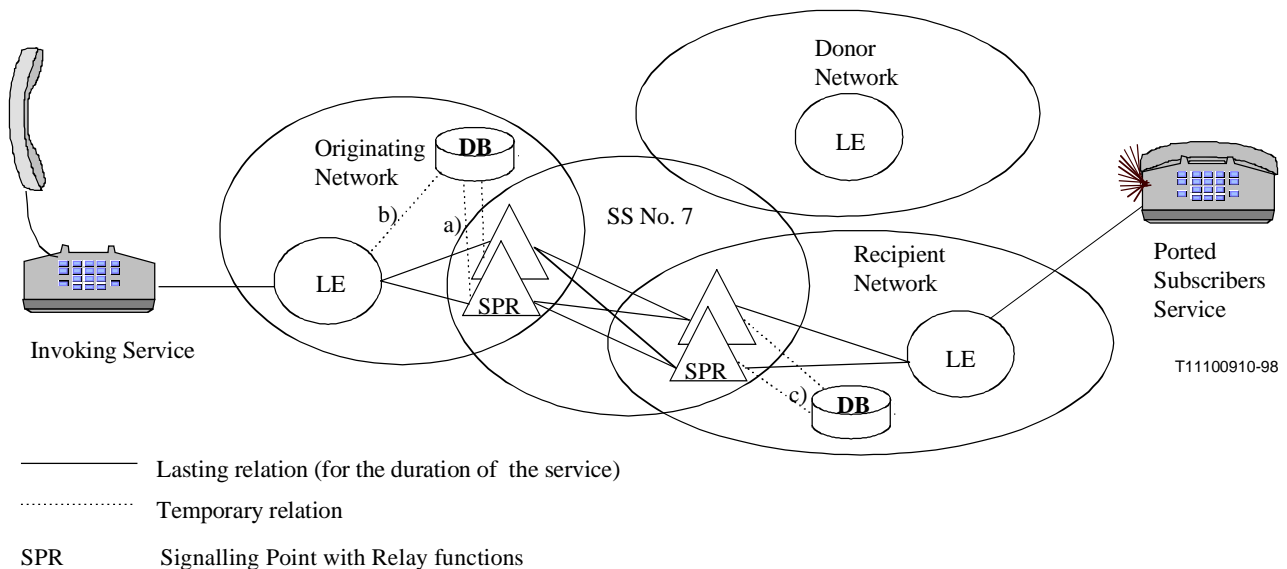 Donor
Network
LE
Originating
Network
DB
b)
a)
SS No. 7
LE
SPR
Recipient
Network
Ported
Subscribers
Service
Invoking Service
SPR
LE
c)
DB
T11100910-98
Lasting relation (for the duration of the service)
Temporary relation
SPR Signalling Point with Relay functions